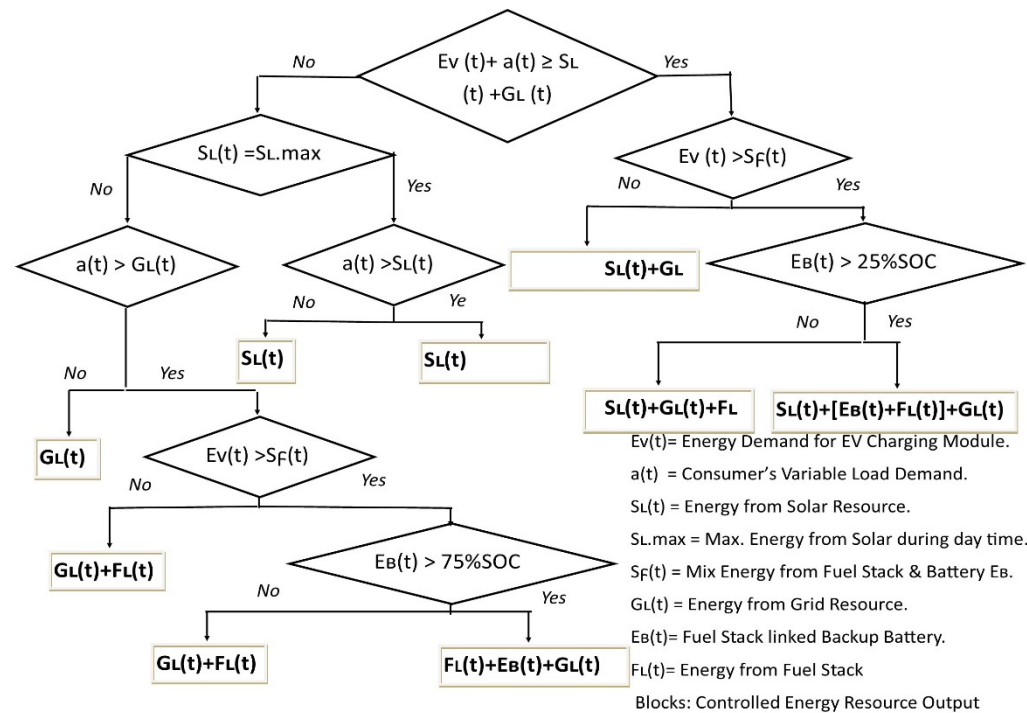 Ev (t)+ a(t) ≥ SL
(t) +GL (t)
No
Yes
SL(t) =SL.max
Ev (t) >SF(t)
No
Yes
No
Yes
a(t) > GL(t)
a(t) >SL(t)
SL(t)+GL
EB(t) > 25%SOC
No
Ye
No
Yes
SL(t)
SL(t)
No
Yes
SL(t)+GL(t)+FL
SL(t)+[EB(t)+FL(t)]+GL(t)
GL(t)
Ev(t) >SF(t)
No
Yes
GL(t)+FL(t)
EB(t) > 75%SOC
No
Yes
GL(t)+FL(t)
FL(t)+EB(t)+GL(t)
Ev(t)= Energy Demand for EV Charging Module.
a(t) = Consumer's Variable Load Demand.
SL(t) = Energy from Solar Resource.
SL.max = Max. Energy from Solar during day time.
SF(t) = Mix Energy from Fuel Stack & Battery EB.
GL(t) = Energy from Grid Resource.
EB(t)= Fuel Stack linked Backup Battery.
FL(t)= Energy from Fuel Stack
Blocks: Controlled Energy Resource Output